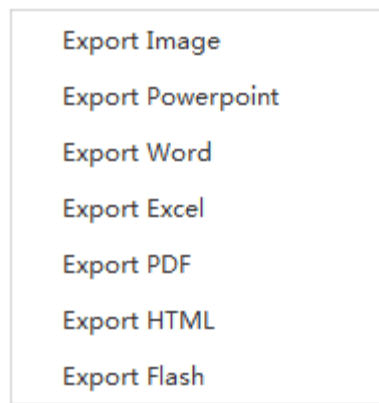 Export Image
Export Powerpoint
Export Word
Export Excel
Export PDF
Export HTML
Export Flash